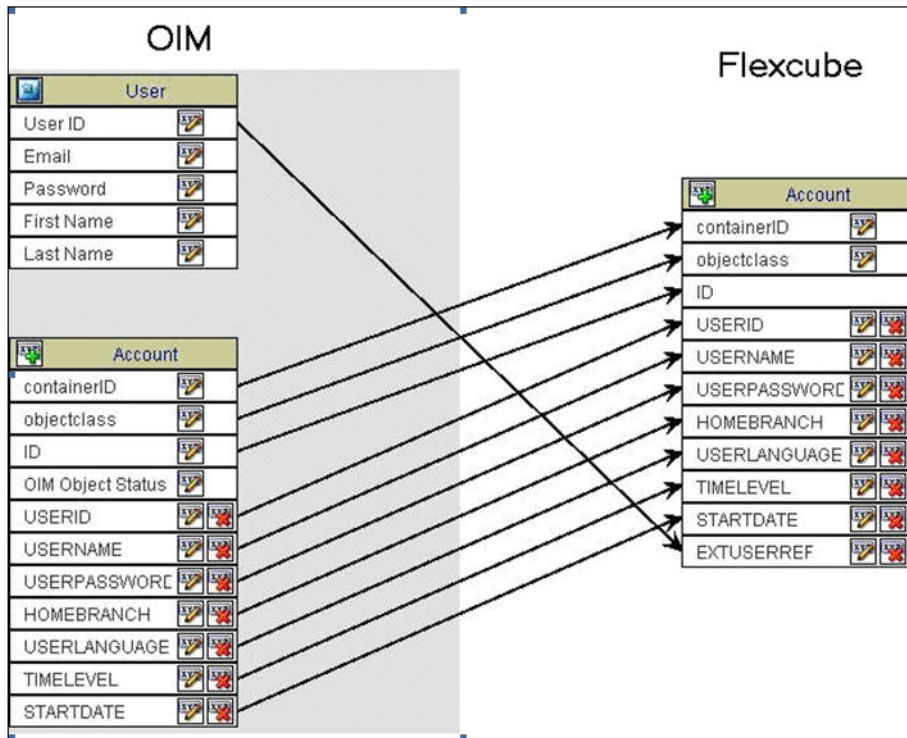 OIM
User
User ID
Email
Password
First Name
Last Name
Account
containerID
objectclass
ID
OIM Object Status
USERID
USERNAME
USERPASSWORD
HOMEBRANCH
USERLANGUAGE
TIMELEVEL
STARTDATE
Flexcube
Account
containerID
objectclass
ID
USERID
USERNAME
USERPASSWORD
HOMEBRANCH
USERLANGUAGE
TIMELEVEL
STARTDATE
EXTUSERREF